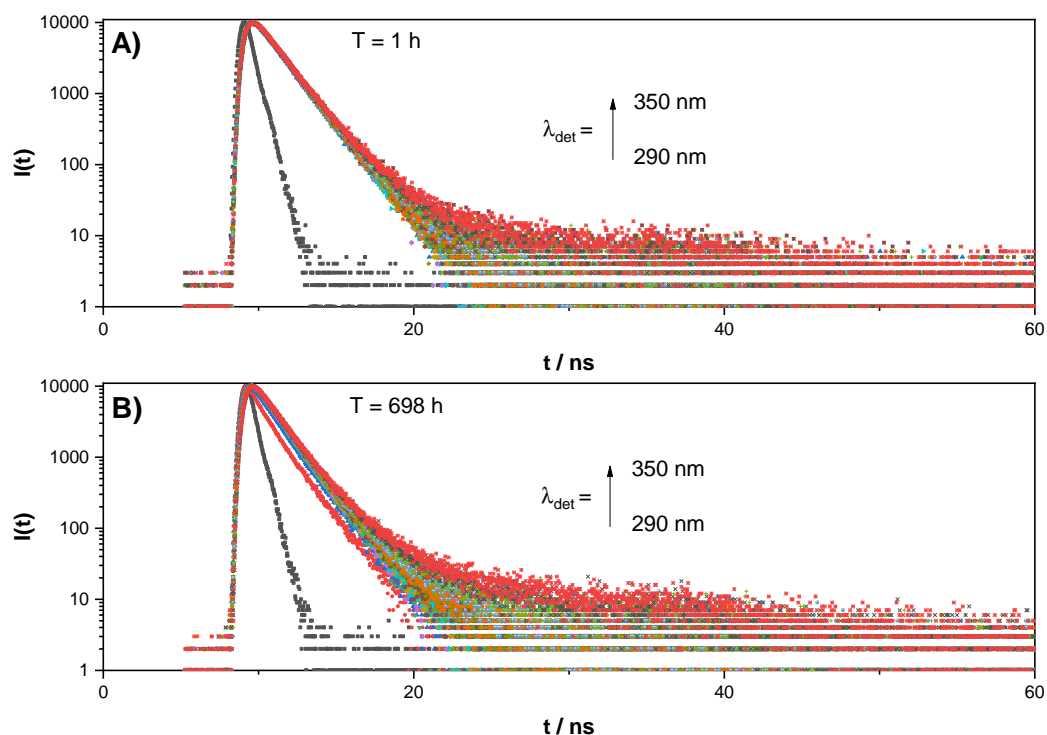 A)
T = 1 h
10000
1000
100
10
1
I(t)
λdet =
350 nm
290 nm
0
20
40
60
t / ns
B)
T = 698 h
10000
1000
100
10
1
I(t)
λdet =
350 nm
290 nm
0
20
40
60
t / ns